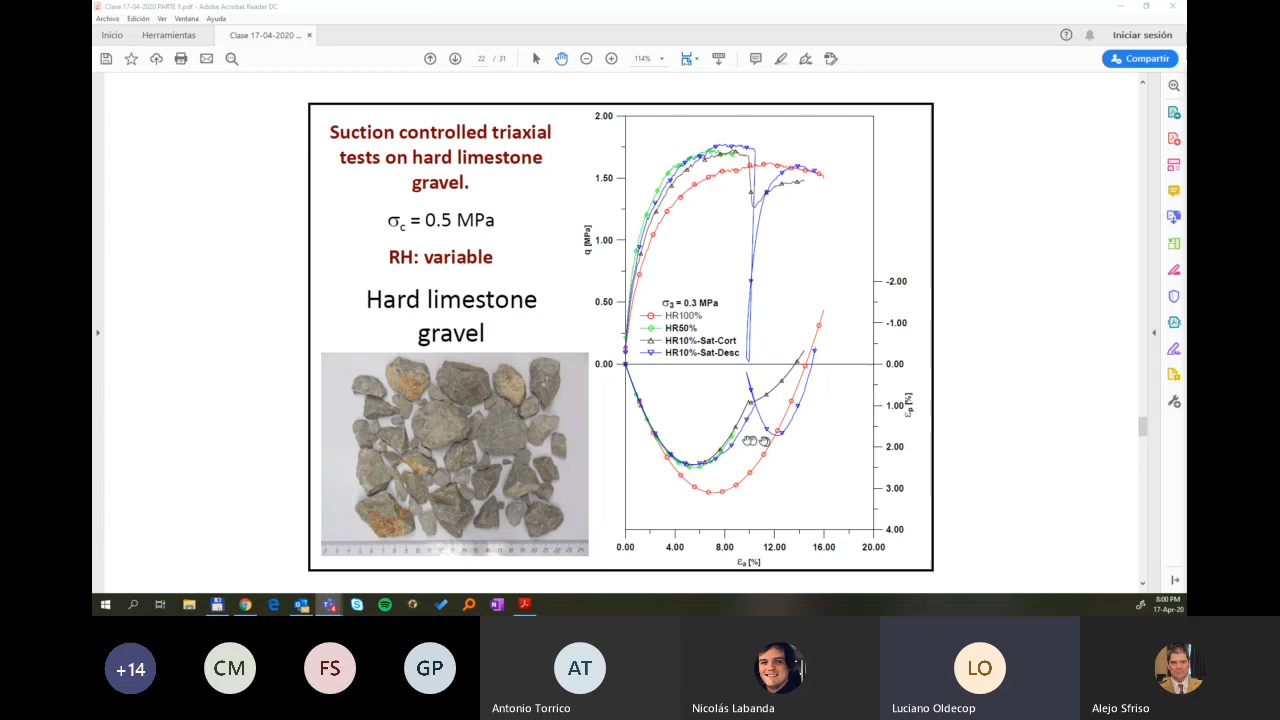 Clase 17-04-2020 PARTE II.pdf - Adobe Acrobat Reader DC
Archivo Edición Ver Ventana Ayuda
Inicio Herramientas Clase 17-04-2020 ... × Iniciar sesión
22 / 31 114% Compartir
Suction controlled triaxial
tests on hard limestone
gravel.
σc = 0.5 MPa
RH: variable
Hard limestone
gravel
2.00
1.50
1.00
0.50
0.00
q [MPa]
σ3 = 0.3 MPa
HR100%
HR50%
HR10%-Sat-Cort
HR10%-Sat-Desc
-2.00
-1.00
0.00
1.00
2.00
3.00
4.00
εp [%]
0.00 4.00 8.00 12.00 16.00 20.00
εa [%]
8:00 PM
17-Apr-20
+14 CM FS GP AT LO
Antonio Torrico Nicolás Labanda Luciano Oldecop Alejo Sfriso